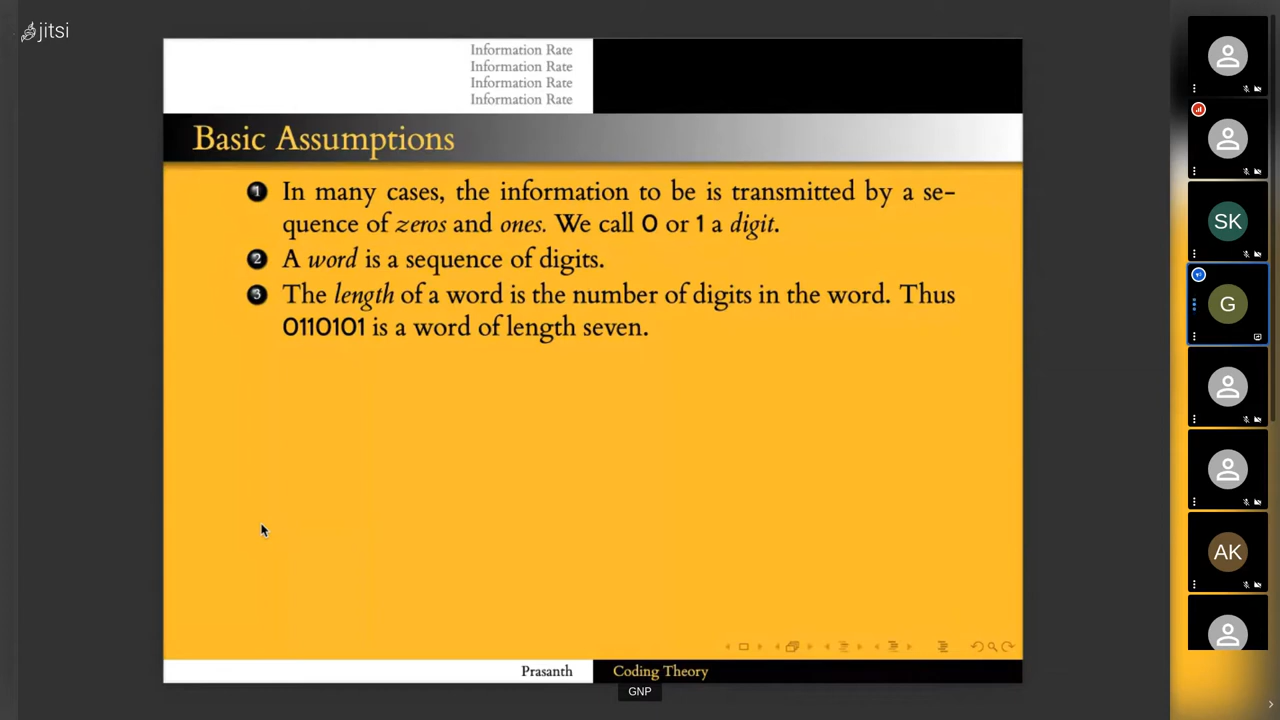 jitsi
Information Rate
Information Rate
Information Rate
Information Rate
Basic Assumptions
1 In many cases, the information to be is transmitted by a se-
quence of zeros and ones. We call 0 or 1 a digit.
2 A word is a sequence of digits.
3 The length of a word is the number of digits in the word. Thus
0110101 is a word of length seven.
Prasanth
Coding Theory
GNP
SK
G
AK